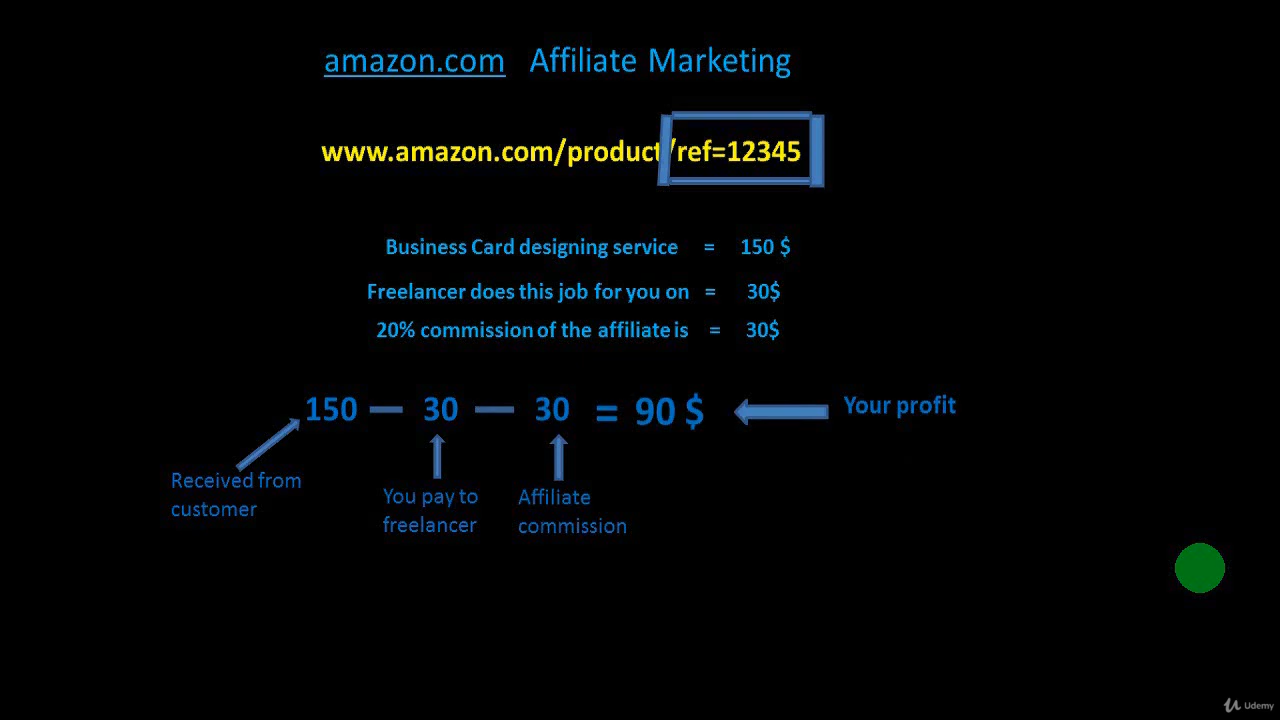 amazon.com Affiliate Marketing
www.amazon.com/product/ref=12345
Business Card designing service = 150 $
Freelancer does this job for you on = 30$
20% commission of the affiliate is = 30$
150 — 30 — 30 = 90 $ Your profit
Received from
customer
You pay to
freelancer
Affiliate
commission
Udemy